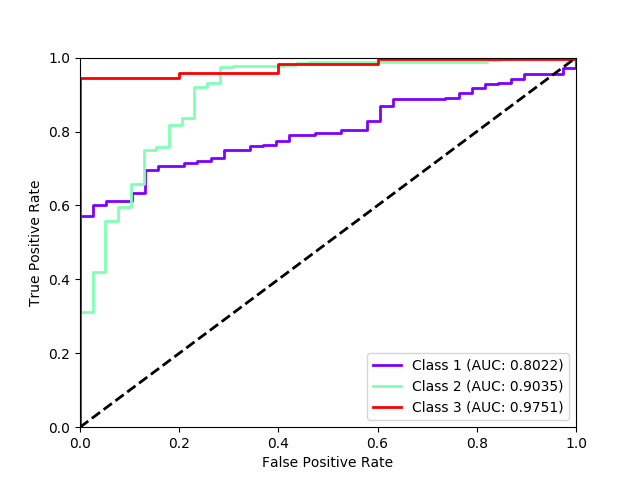 1.0
0.8
0.6
0.4
0.2
0.0
True Positive Rate
Class 1 (AUC: 0.8022)
Class 2 (AUC: 0.9035)
Class 3 (AUC: 0.9751)
0.0 0.2 0.4 0.6 0.8 1.0
False Positive Rate